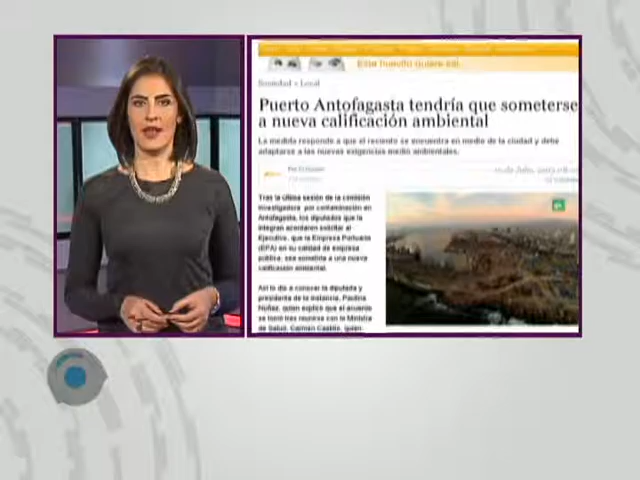 Sociedad » Local
Puerto Antofagasta tendría que someterse
a nueva calificación ambiental
La medida responde a que el recinto se encuentra en medio de la ciudad y debe
adaptarse a las nuevas exigencias medio ambientales.
Tras la última sesión de la comisión
investigadora por contaminación en
Antofagasta, los diputados que la
integran acordaron solicitar al
Ejecutivo, que la Empresa Portuaria
(EPA) en su calidad de empresa
pública, sea sometida a una nueva
calificación ambiental.
Así lo dio a conocer la diputada y
presidenta de la instancia, Paulina
Núñez, quien explicó que el acuerdo
se tomó tras reunirse con la Ministra
de Salud, Carmen Castillo, quien